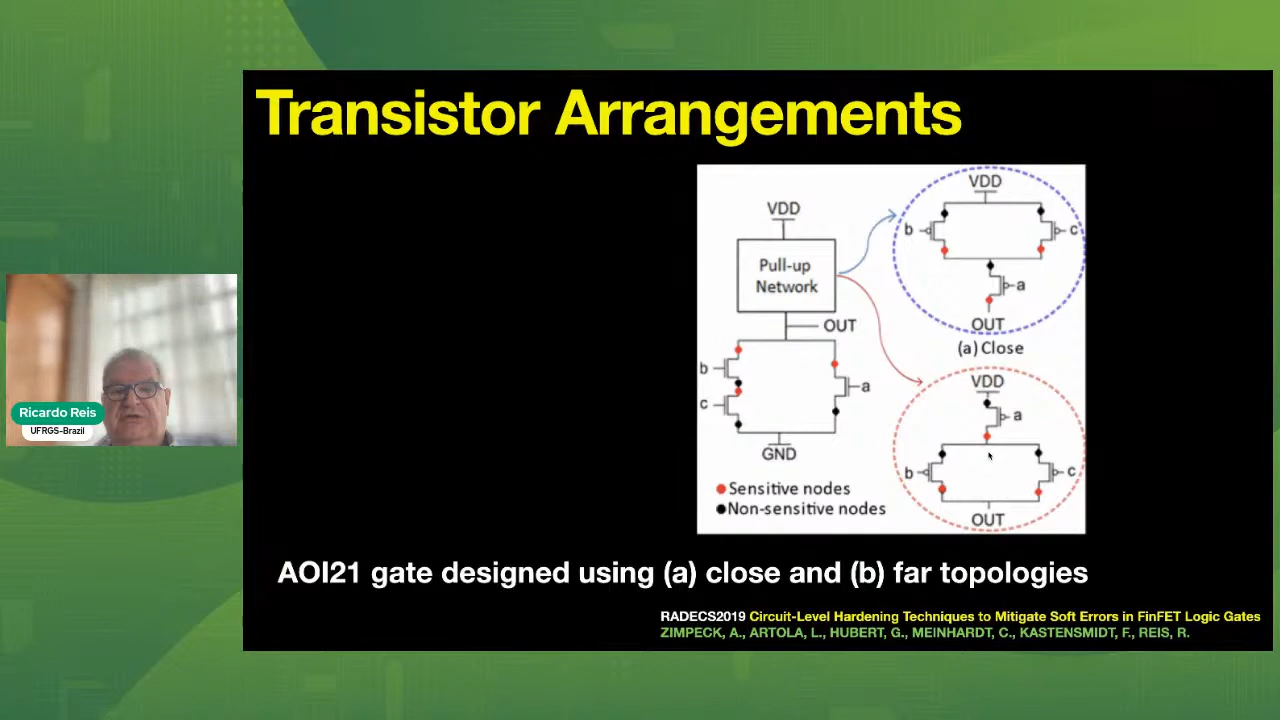 Transistor Arrangements
VDD
Pull-up
Network
OUT
b
c
a
GND
Sensitive nodes
Non-sensitive nodes
VDD
b
c
a
OUT
(a) Close
VDD
a
b
c
OUT
AOI21 gate designed using (a) close and (b) far topologies
RADECS2019 Circuit-Level Hardening Techniques to Mitigate Soft Errors in FinFET Logic Gates
ZIMPECK, A., ARTOLA, L., HUBERT, G., MEINHARDT, C., KASTENSMIDT, F., REIS, R.
Ricardo Reis
UFRGS-Brazil